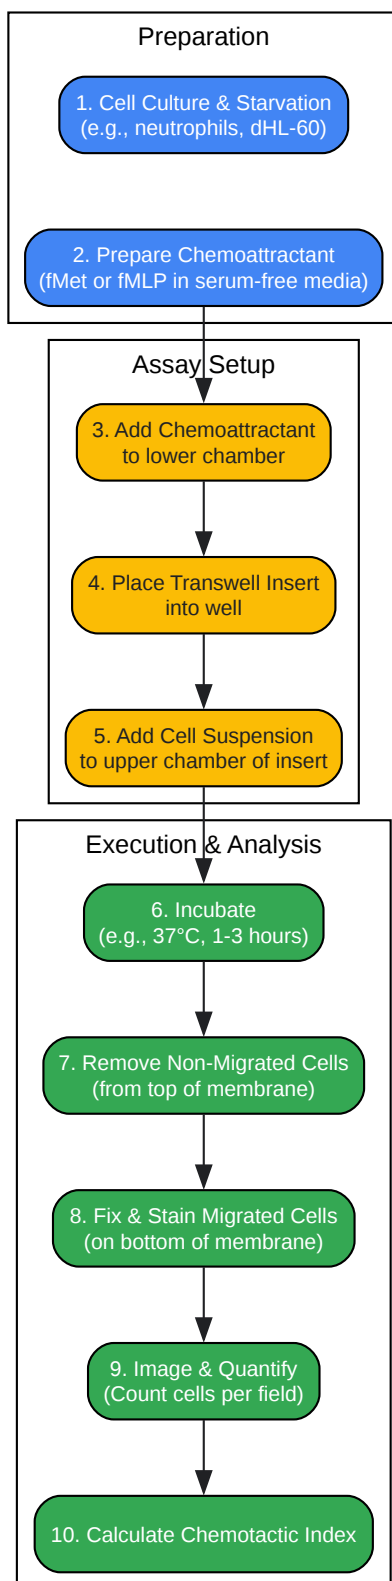 Preparation
1. Cell Culture & Starvation
(e.g., neutrophils, dHL-60)
2. Prepare Chemoattractant
(fMet or fMLP in serum-free media)
Assay Setup
3. Add Chemoattractant
to lower chamber
4. Place Transwell Insert
into well
5. Add Cell Suspension
to upper chamber of insert
Execution & Analysis
6. Incubate
(e.g., 37°C, 1-3 hours)
7. Remove Non-Migrated Cells
(from top of membrane)
8. Fix & Stain Migrated Cells
(on bottom of membrane)
9. Image & Quantify
(Count cells per field)
10. Calculate Chemotactic Index